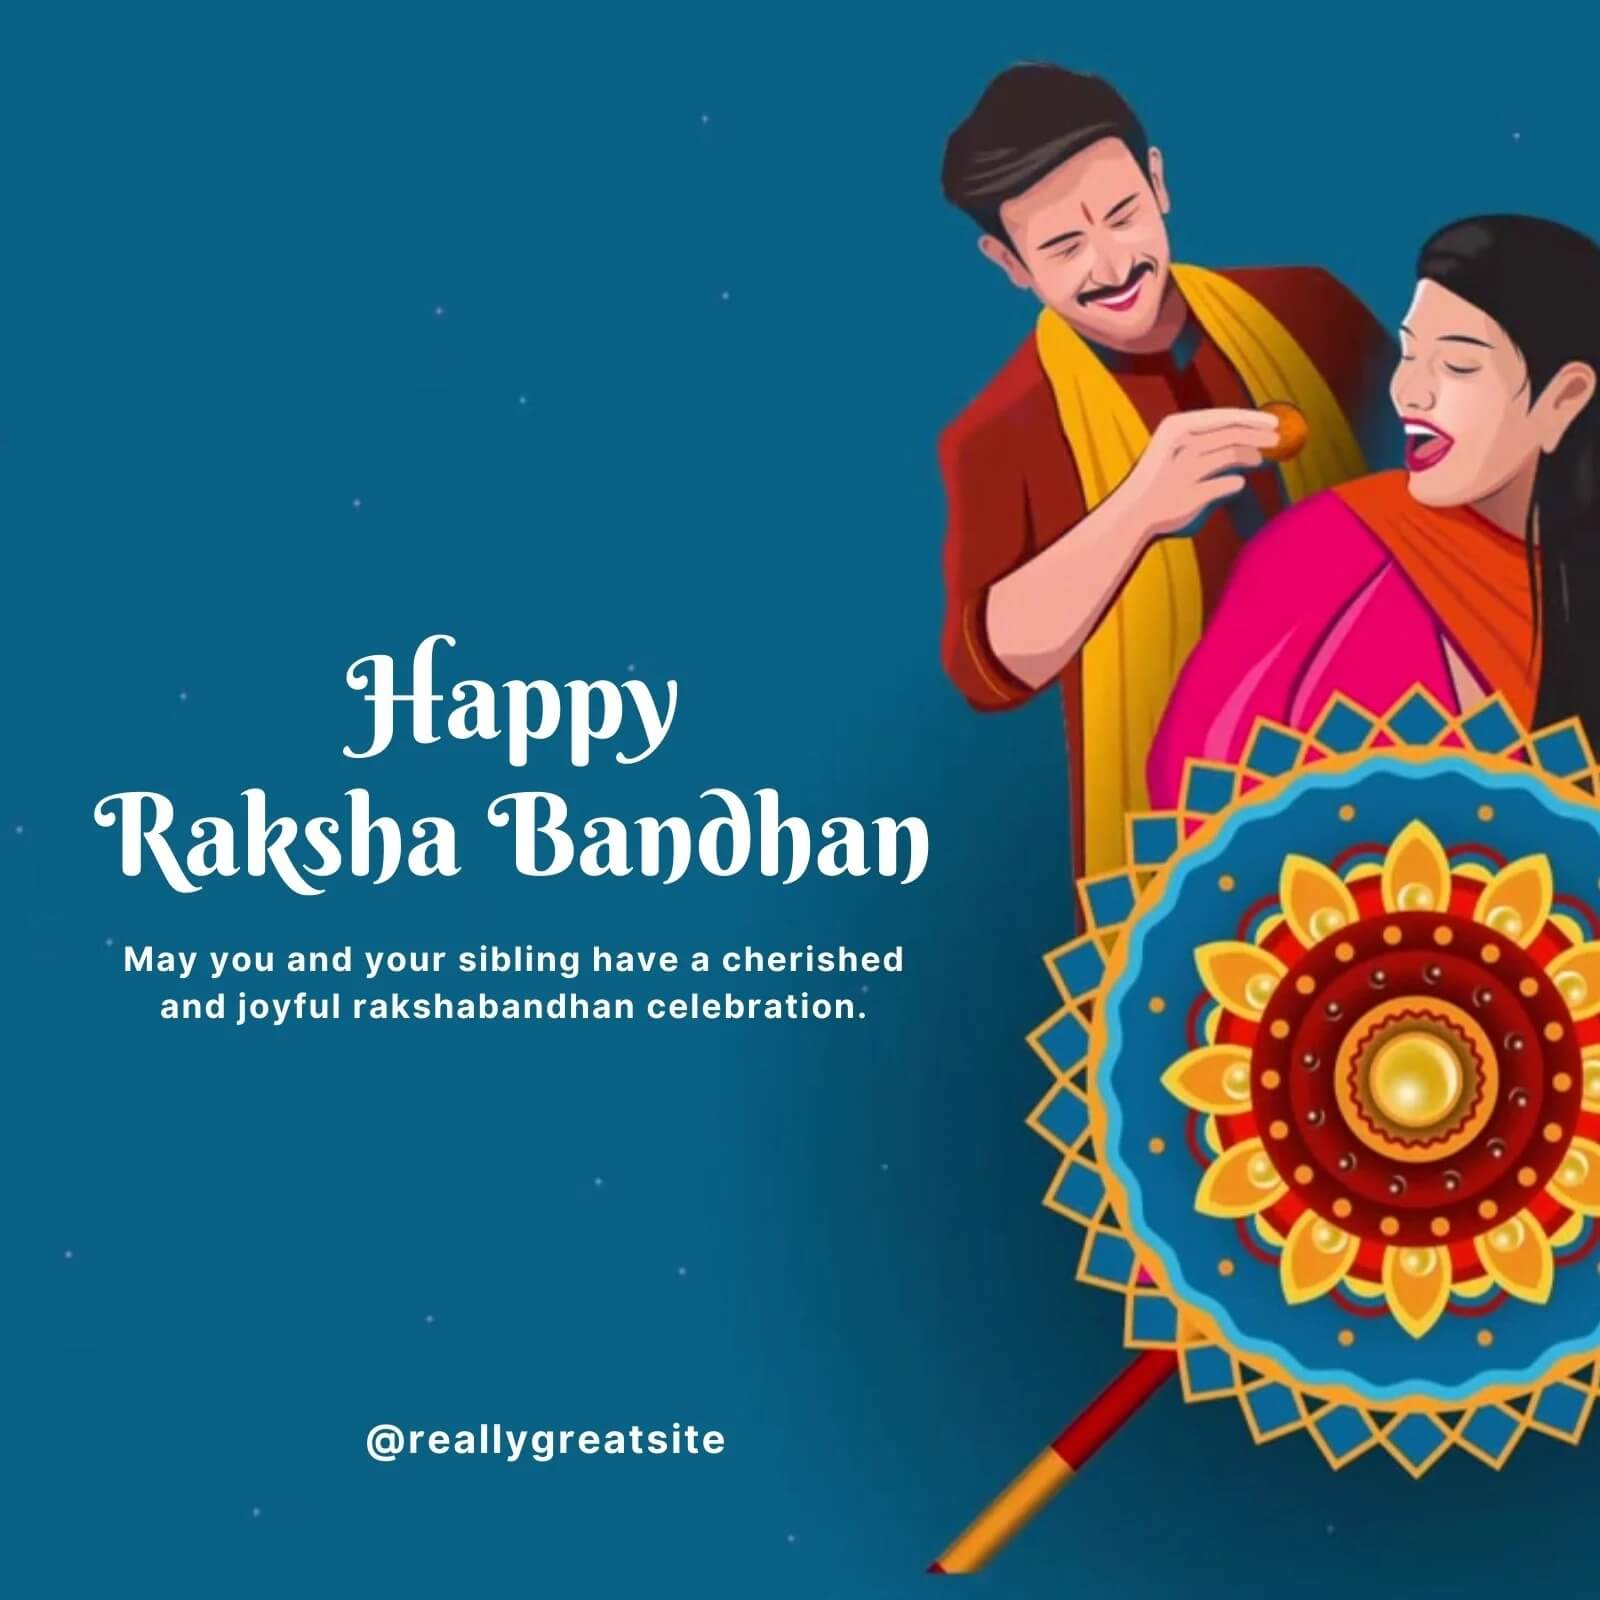 Happy
Raksha Bandhan
May you and your sibling have a cherished
and joyful rakshabandhan celebration.
@reallygreatsite